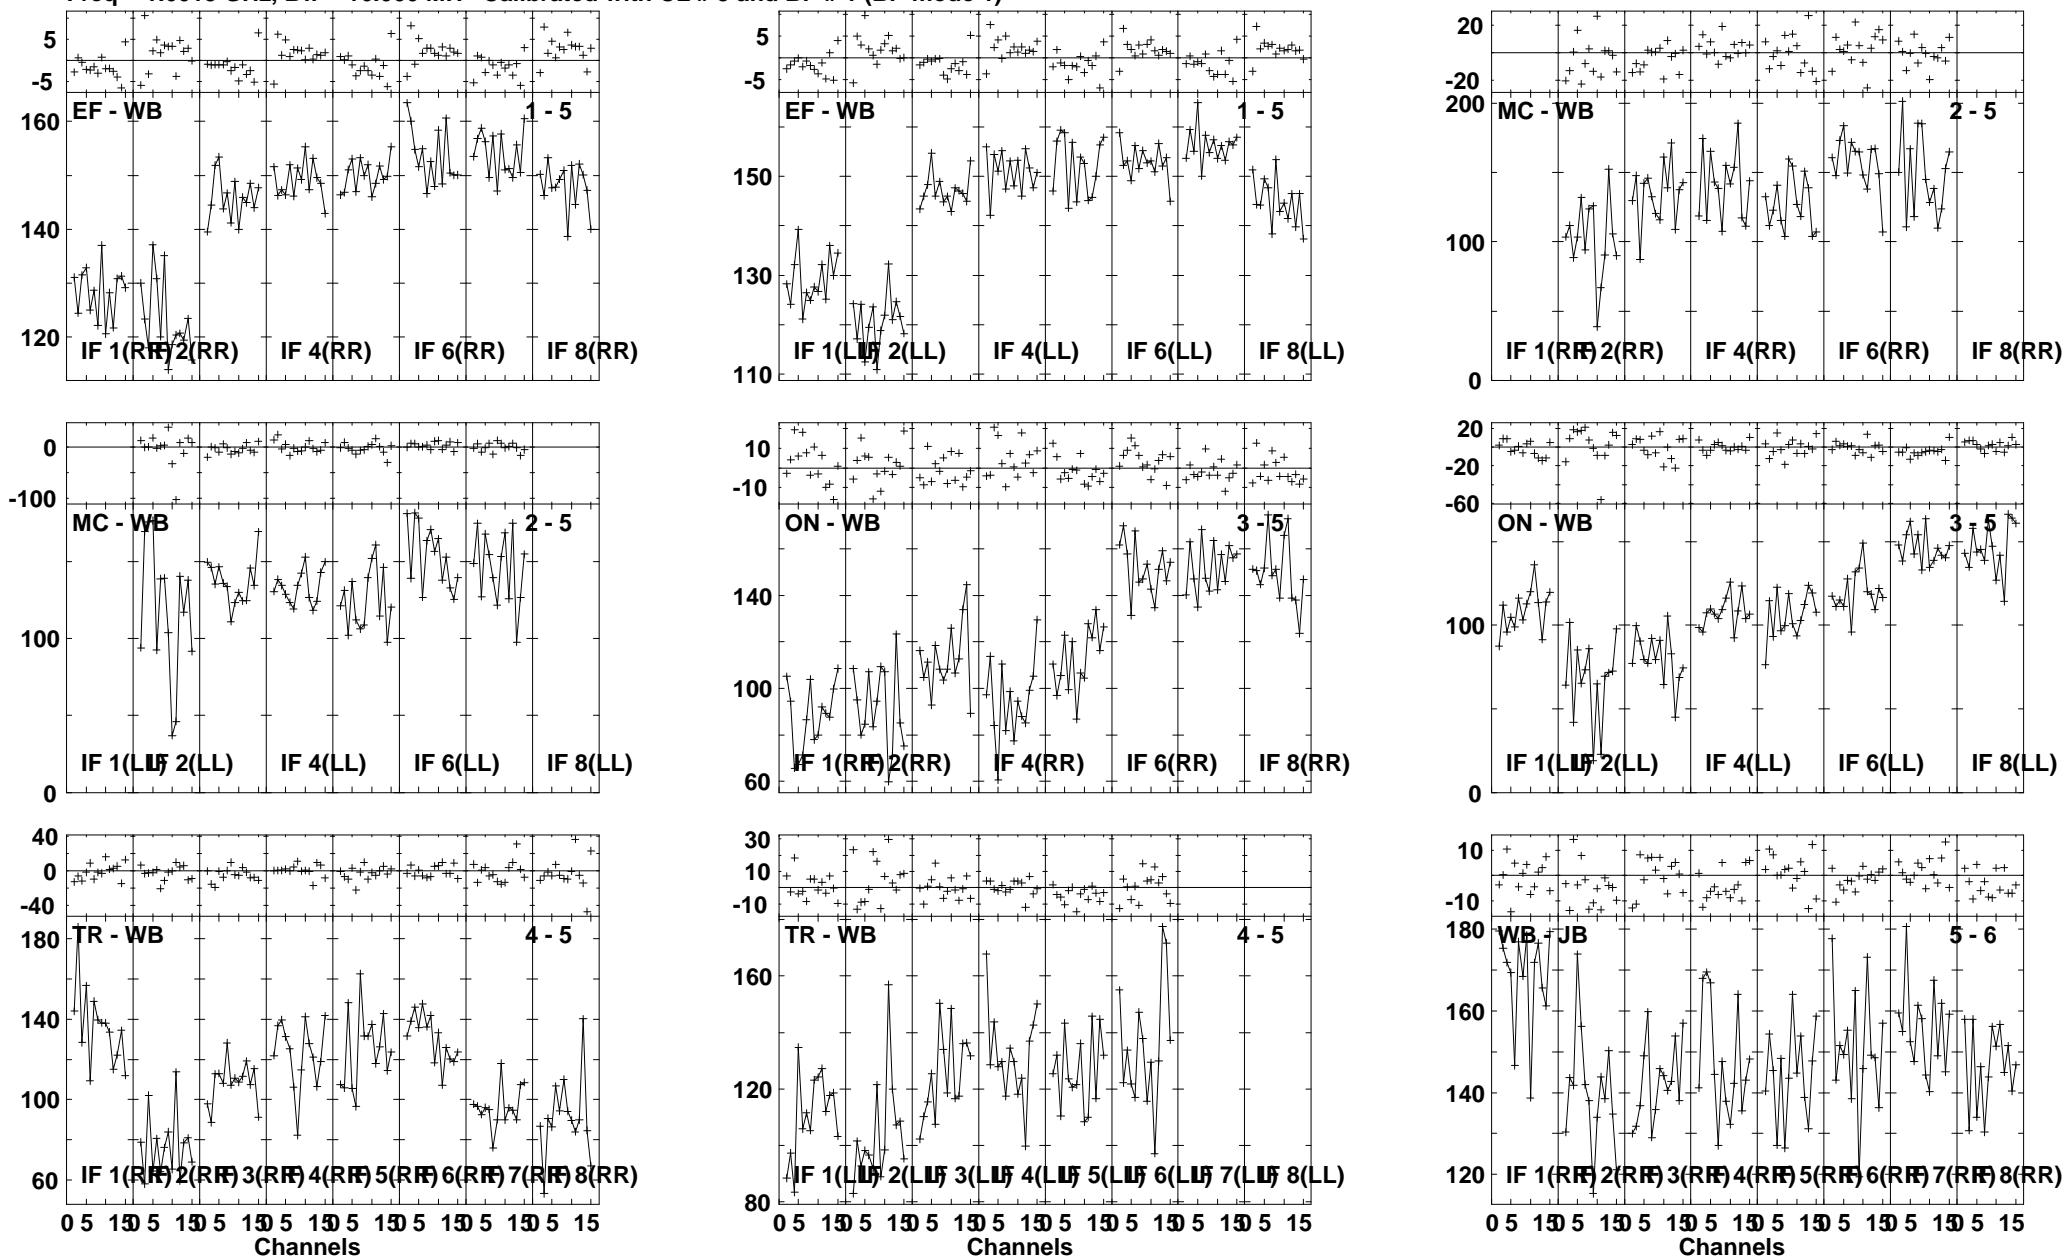 5 5 20
0
-5 -5 -20
EF - WB 1 - 5 EF - WB 1 - 5 MC - WB 2 - 5
160 200
150
140 100
130
120
IF 1(RR) IF 2(RR) IF 4(RR) IF 6(RR) IF 8(RR) IF 1(LL) IF 2(LL) IF 4(LL) IF 6(LL) IF 8(LL) IF 1(RR) IF 2(RR) IF 4(RR) IF 6(RR) IF 8(RR)
110 0
0 10 20
-20
-100 -10 -60
MC - WB 2 - 5 ON - WB 3 - 5 ON - WB 3 - 5
140
100 100 100
IF 1(LL) IF 2(LL) IF 4(LL) IF 6(LL) IF 8(LL) IF 1(RR) IF 2(RR) IF 4(RR) IF 6(RR) IF 8(RR) IF 1(LL) IF 2(LL) IF 4(LL) IF 6(LL) IF 8(LL)
0 60 0
40 30 10
0 10
-40 -10 -10
TR - WB 4 - 5 TR - WB 4 - 5 WB - JB 5 - 6
180 160 180
140 160
100 120 140
60 120
IF 1(RR) IF 2(RR) IF 3(RR) IF 4(RR) IF 5(RR) IF 6(RR) IF 7(RR) IF 8(RR) IF 1(LL) IF 2(LL) IF 3(LL) IF 4(LL) IF 5(LL) IF 6(LL) IF 7(LL) IF 8(LL) IF 1(RR) IF 2(RR) IF 3(RR) IF 4(RR) IF 5(RR) IF 6(RR) IF 7(RR) IF 8(RR)
80
0 5 15 0 5 15 0 5 15 0 5 15 0 5 15 0 5 15 0 5 15 0 5 15 0 5 15 0 5 15 0 5 15 0 5 15 0 5 15 0 5 15 0 5 15 0 5 15 0 5 15 0 5 15 0 5 15 0 5 15 0 5 15 0 5 15 0 5 15 0 5 15
Channels Channels Channels